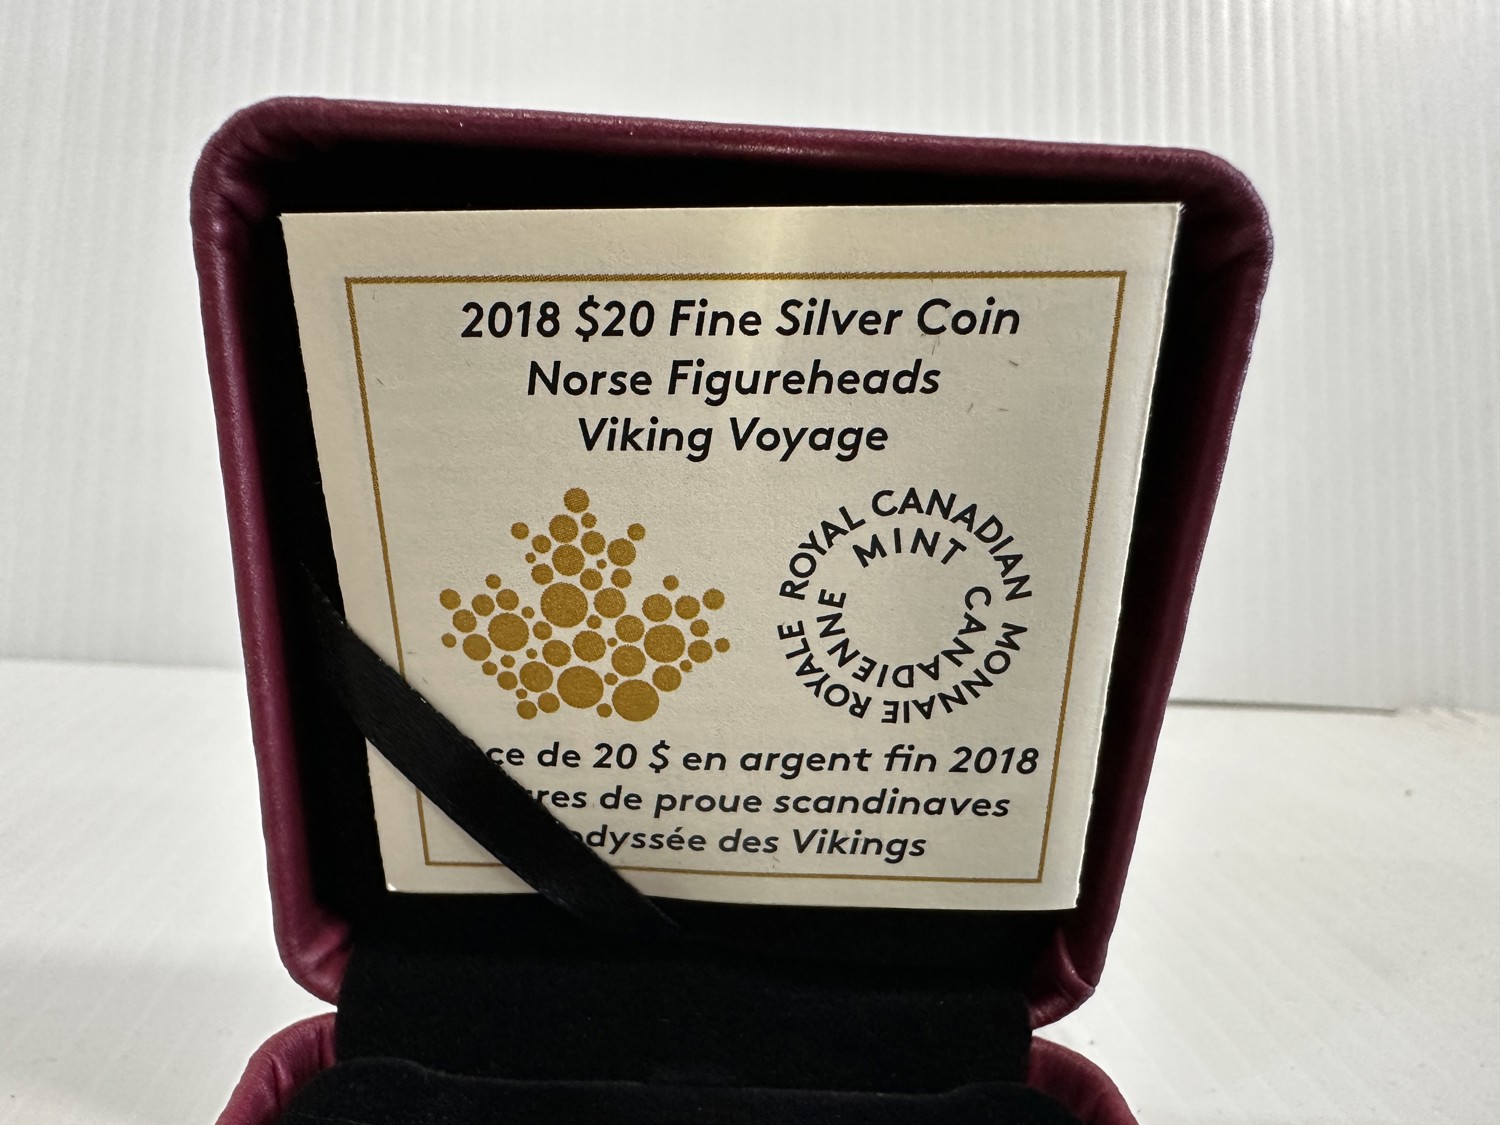 2018 $20 Fine Silver Coin
Norse Figureheads
Viking Voyage
ROYAL CANADIAN MINT
MONNAIE ROYALE CANADIENNE
de 20 $ en argent fin 2018
de proue scandinaves
des Vikings